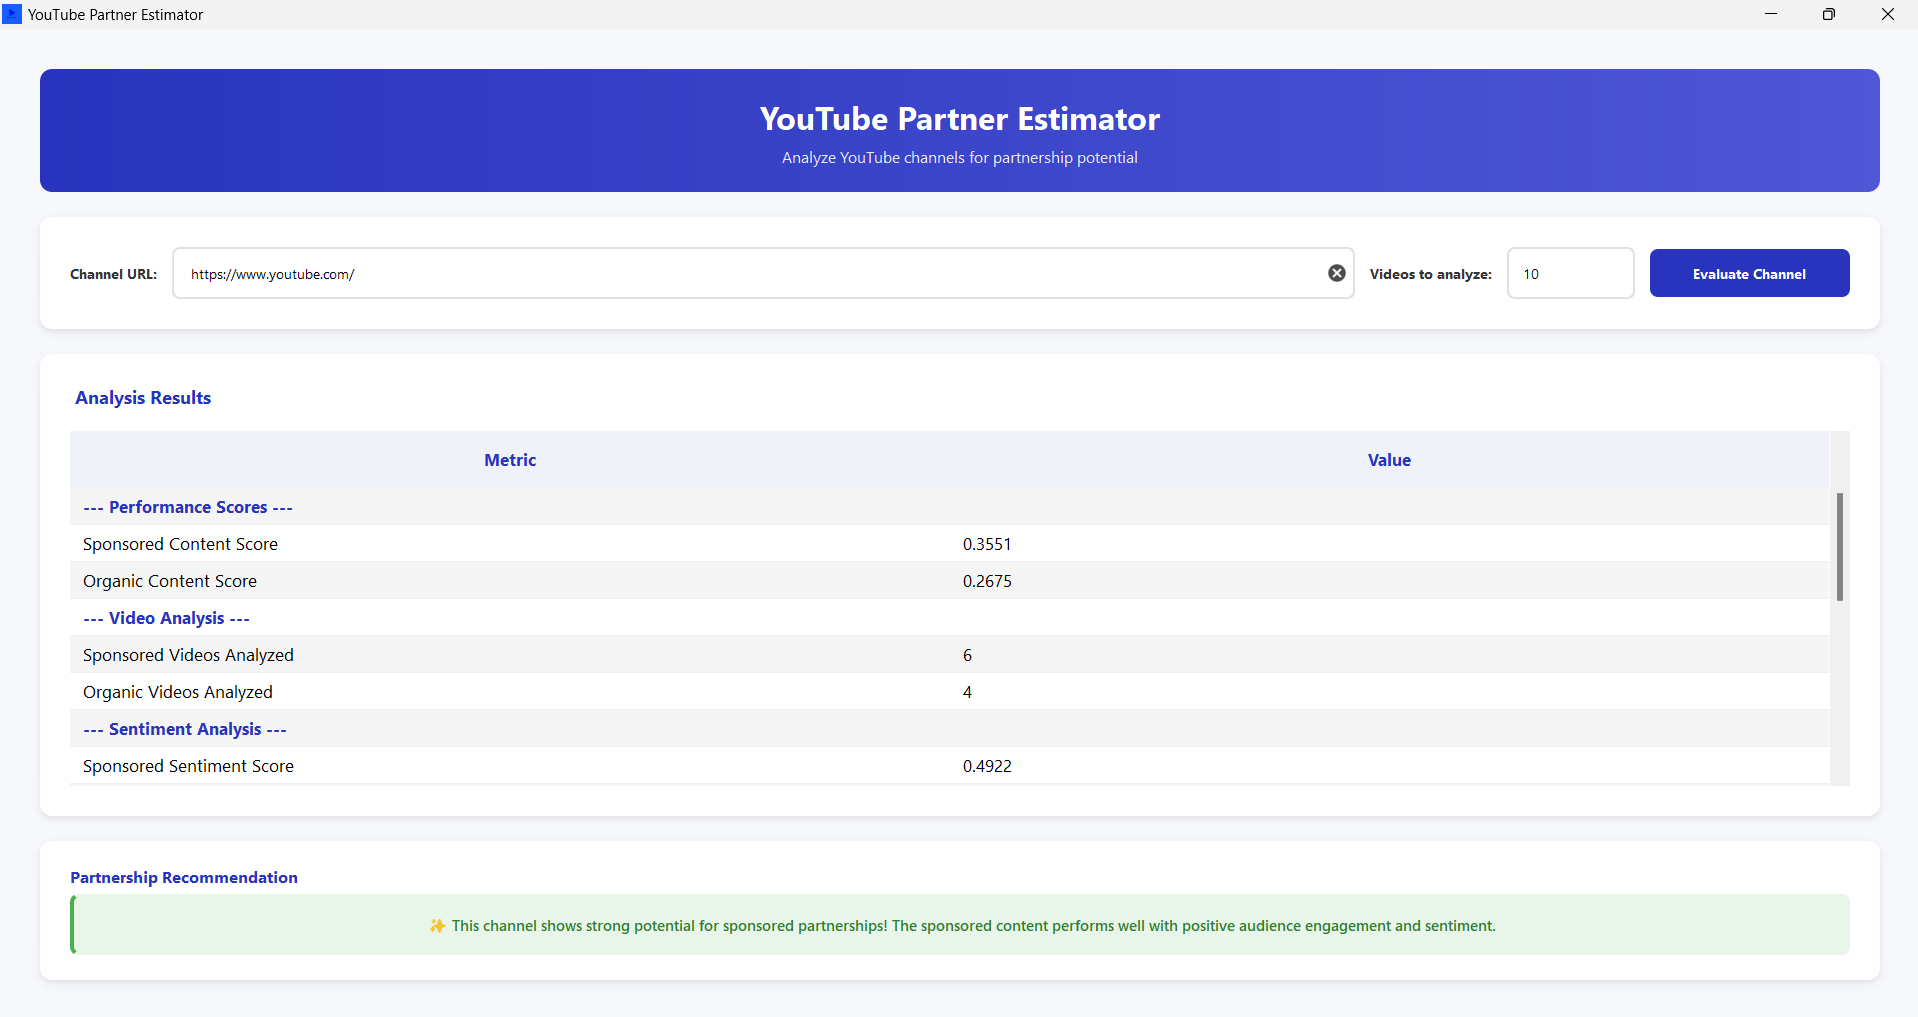 YouTube Partner Estimator
YouTube Partner Estimator
Analyze YouTube channels for partnership potential
Channel URL: https://www.youtube.com/ Videos to analyze: 10 Evaluate Channel
Analysis Results
Metric Value
--- Performance Scores ---
Sponsored Content Score 0.3551
Organic Content Score 0.2675
--- Video Analysis ---
Sponsored Videos Analyzed 6
Organic Videos Analyzed 4
--- Sentiment Analysis ---
Sponsored Sentiment Score 0.4922
Partnership Recommendation
✨ This channel shows strong potential for sponsored partnerships! The sponsored content performs well with positive audience engagement and sentiment.